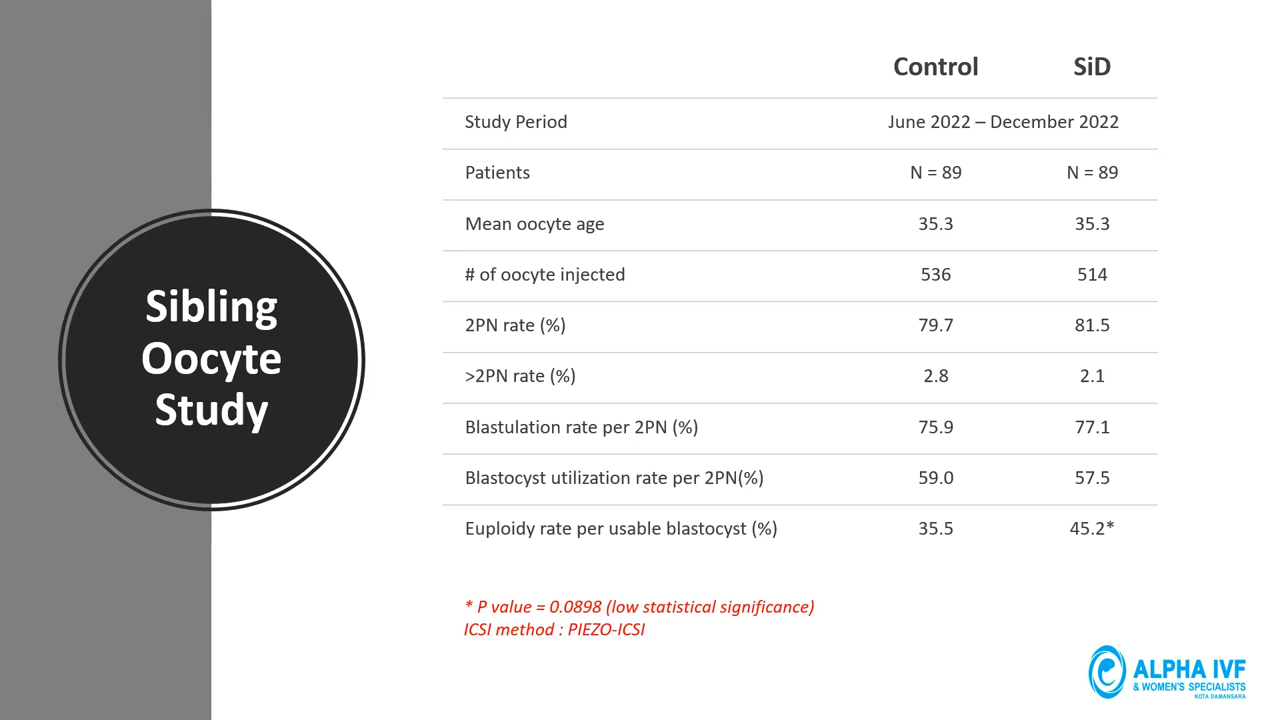 Sibling
Oocyte
Study
Control SiD
Study Period June 2022 – December 2022
Patients N = 89 N = 89
Mean oocyte age 35.3 35.3
# of oocyte injected 536 514
2PN rate (%) 79.7 81.5
>2PN rate (%) 2.8 2.1
Blastulation rate per 2PN (%) 75.9 77.1
Blastocyst utilization rate per 2PN(%) 59.0 57.5
Euploidy rate per usable blastocyst (%) 35.5 45.2*
* P value = 0.0898 (low statistical significance)
ICSI method : PIEZO-ICSI
ALPHA IVF
& WOMEN'S SPECIALISTS
KOTA DAMANSARA